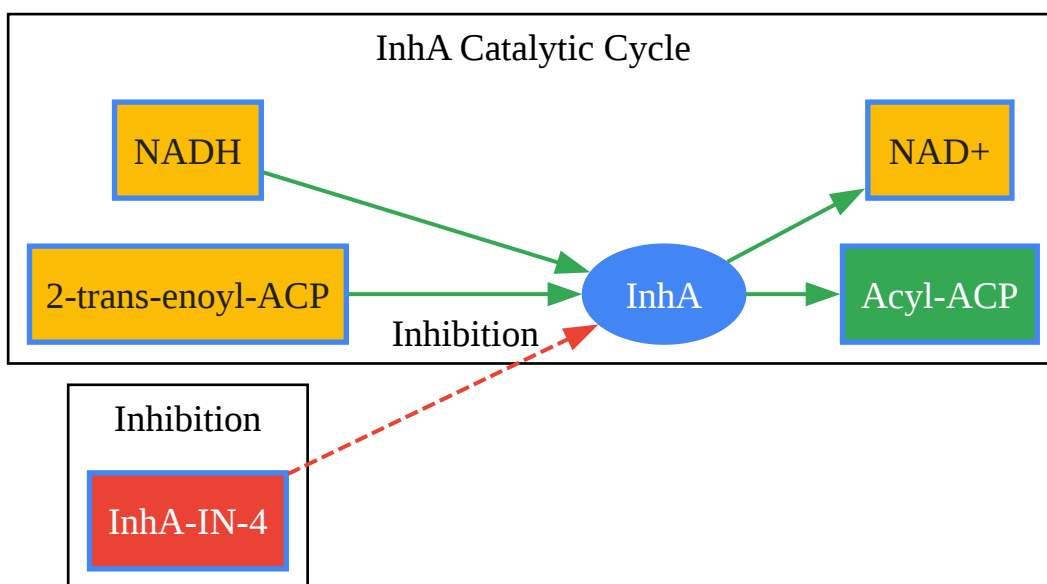 InhA Catalytic Cycle
NADH
NAD+
2-trans-enoyl-ACP
InhA
Acyl-ACP
Inhibition
Inhibition
InhA-IN-4